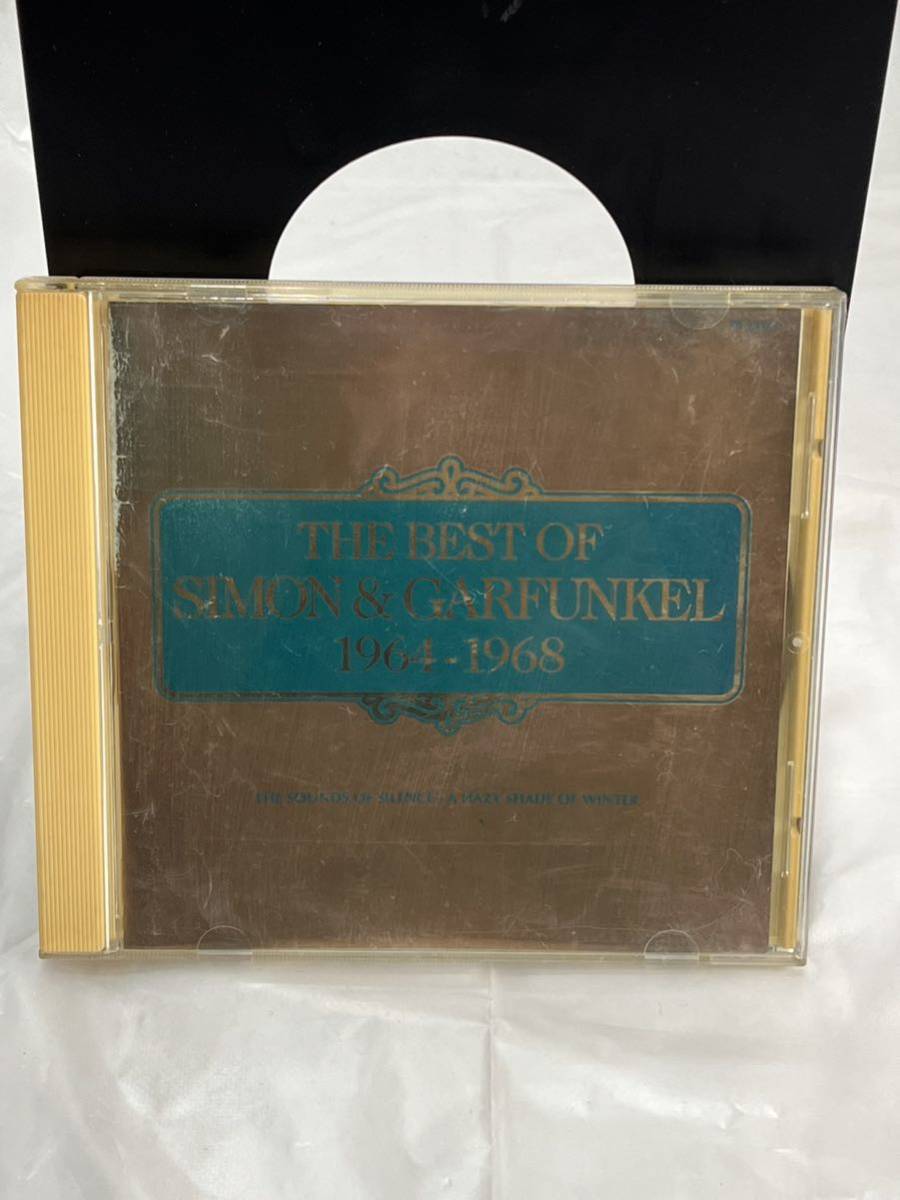 THE BEST OF
SIMON & GARFUNKEL
1964-1968
THE SOUNDS OF SILENCE · A HAZY SHADE OF WINTER